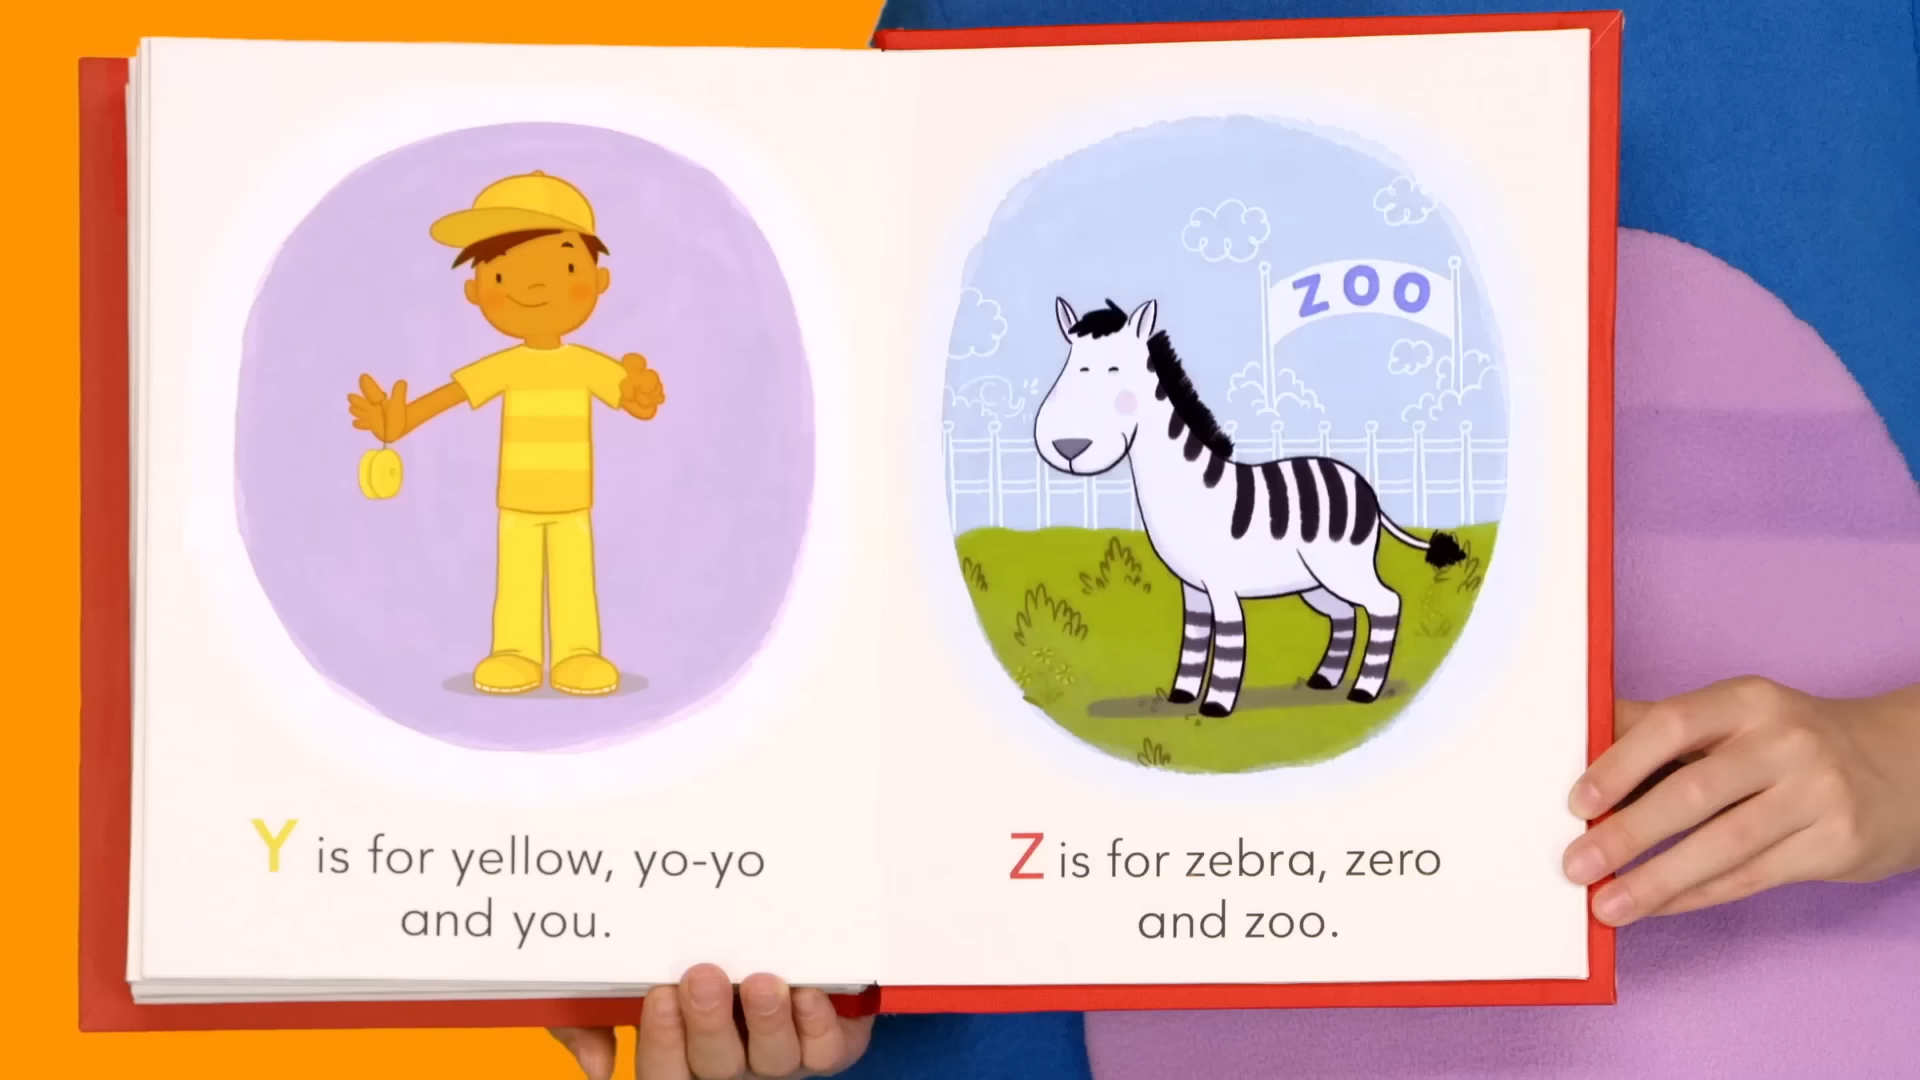 Y is for yellow, yo-yo
and you.
ZOO
Z is for zebra, zero
and zoo.